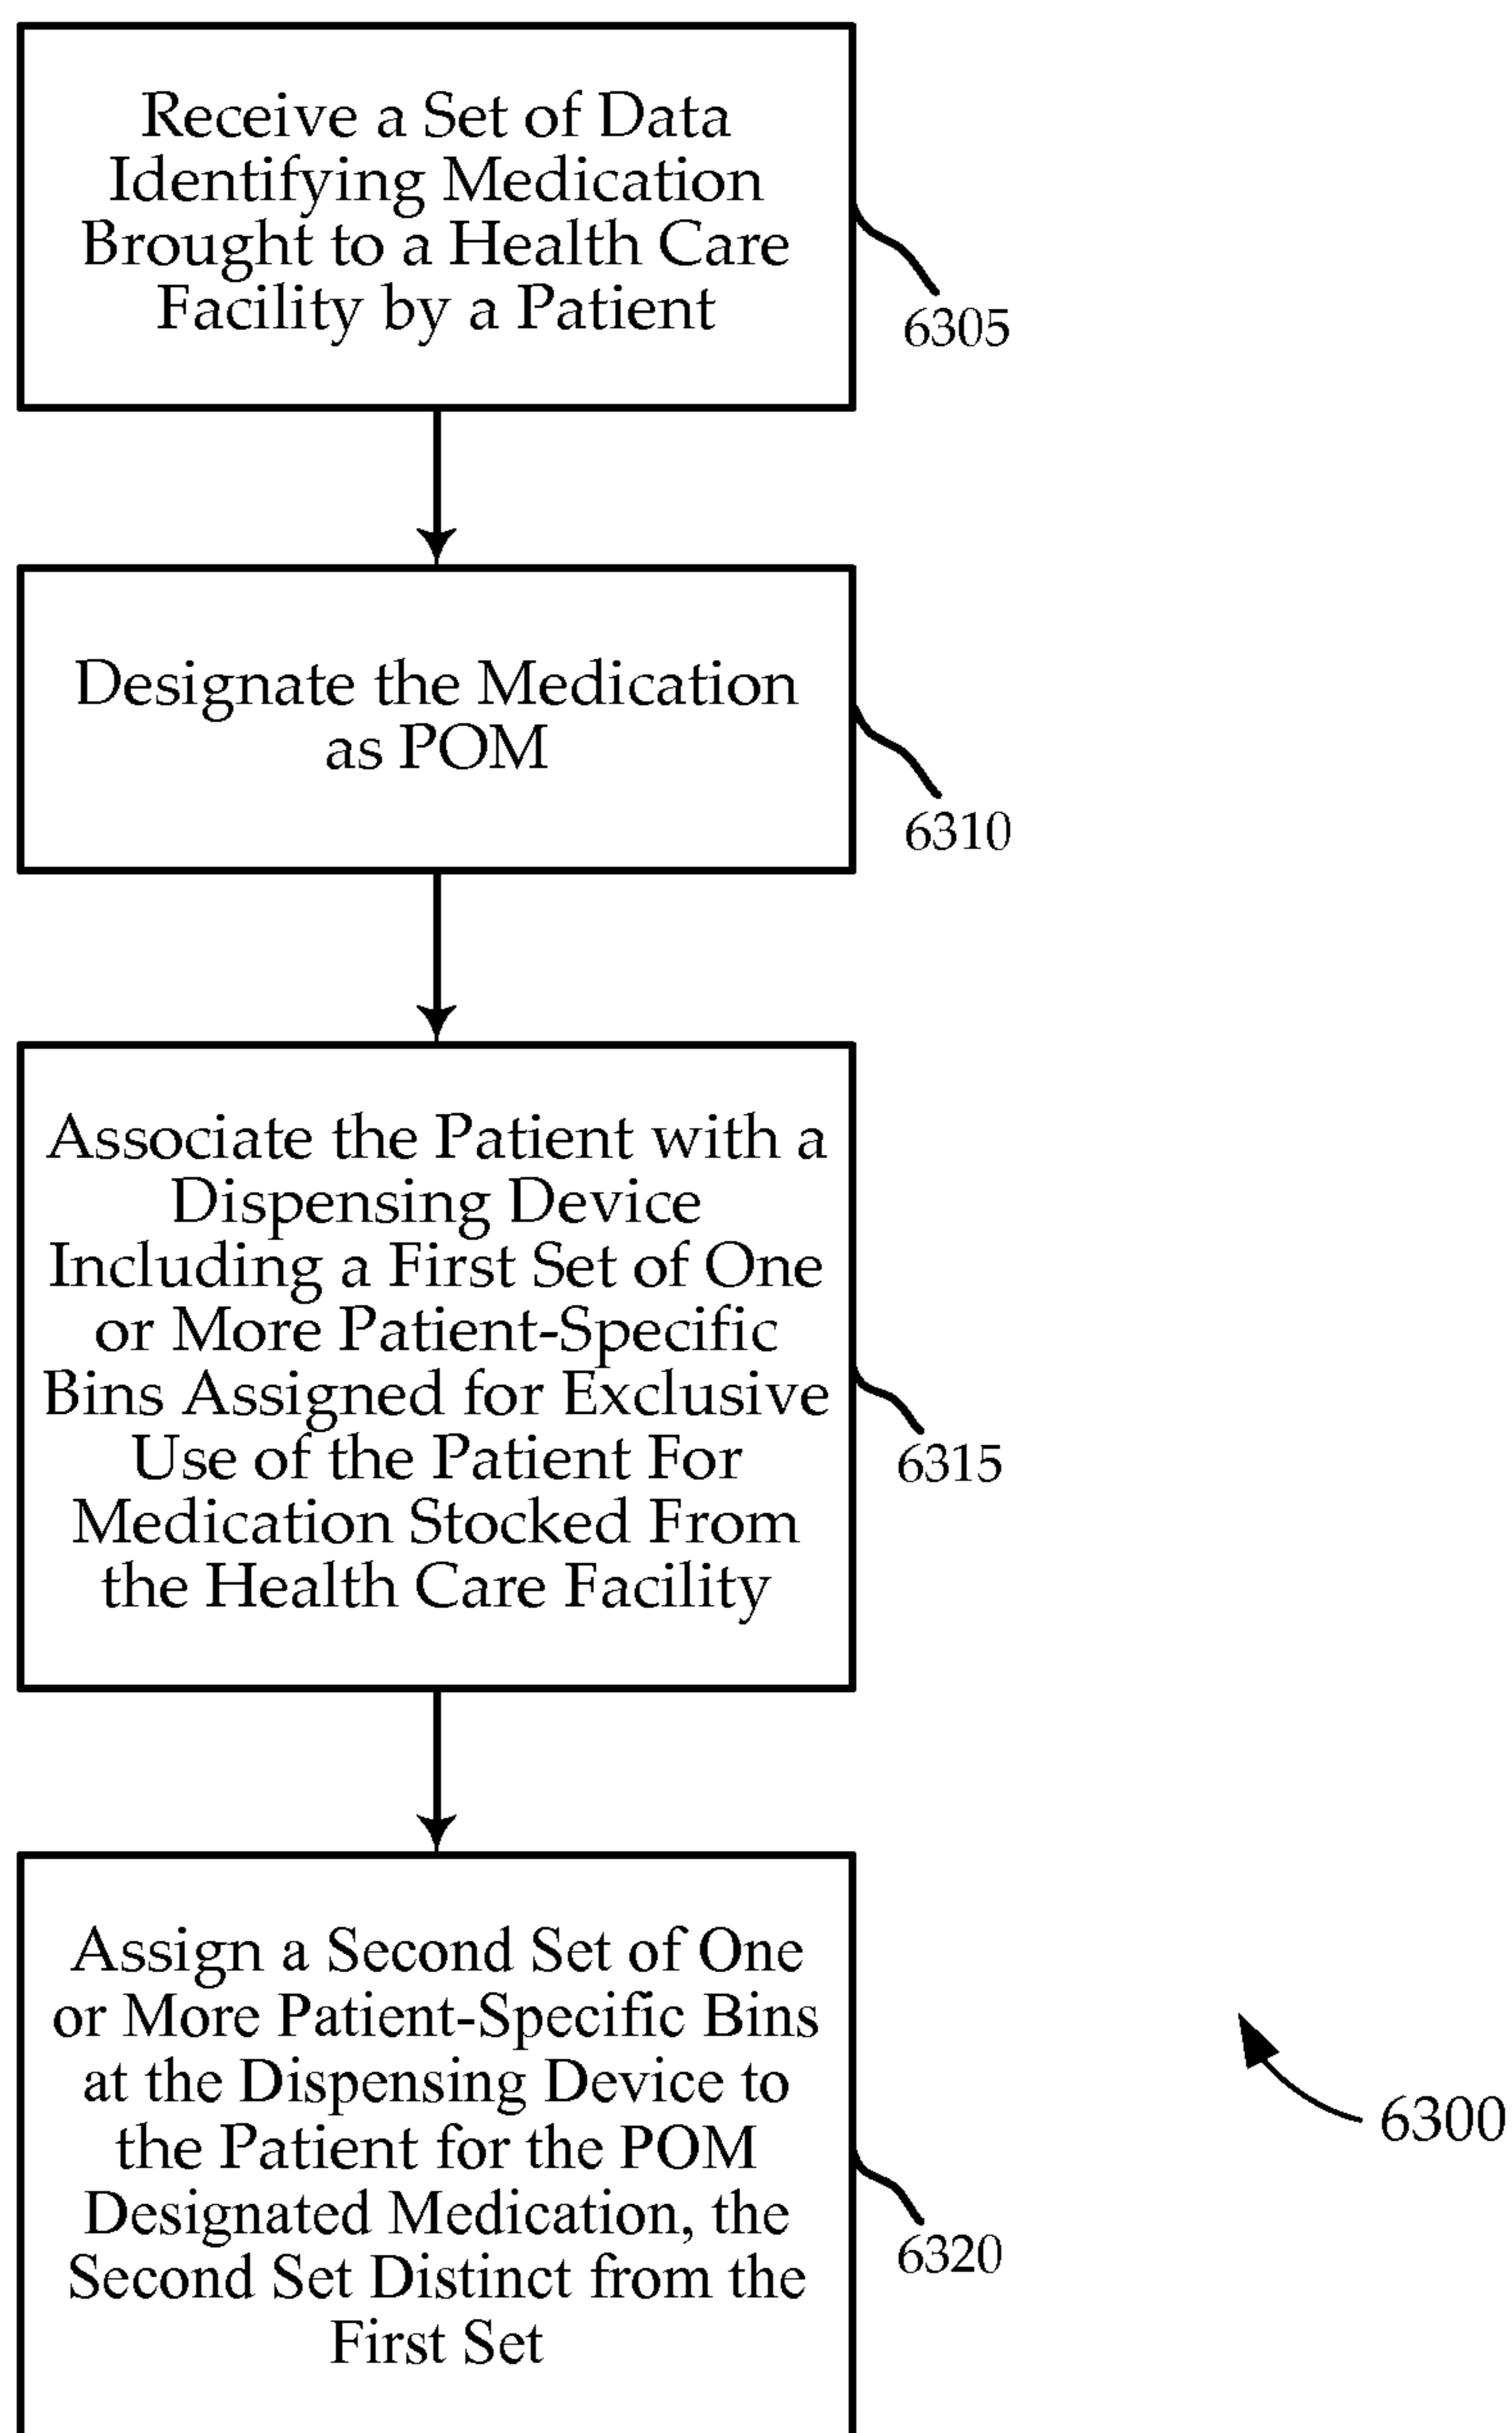 Receive a Set of Data
Identifying Medication
Brought to a Health Care
Facility by a Patient
6305
Designate the Medication
as POM
6310
Associate the Patient with a
Dispensing Device
Including a First Set of One
or More Patient-Specific
Bins Assigned for Exclusive
Use of the Patient For
Medication Stocked From
the Health Care Facility
6315
Assign a Second Set of One
or More Patient-Specific Bins
at the Dispensing Device to
the Patient for the POM
Designated Medication, the
Second Set Distinct from the
First Set
6320
6300